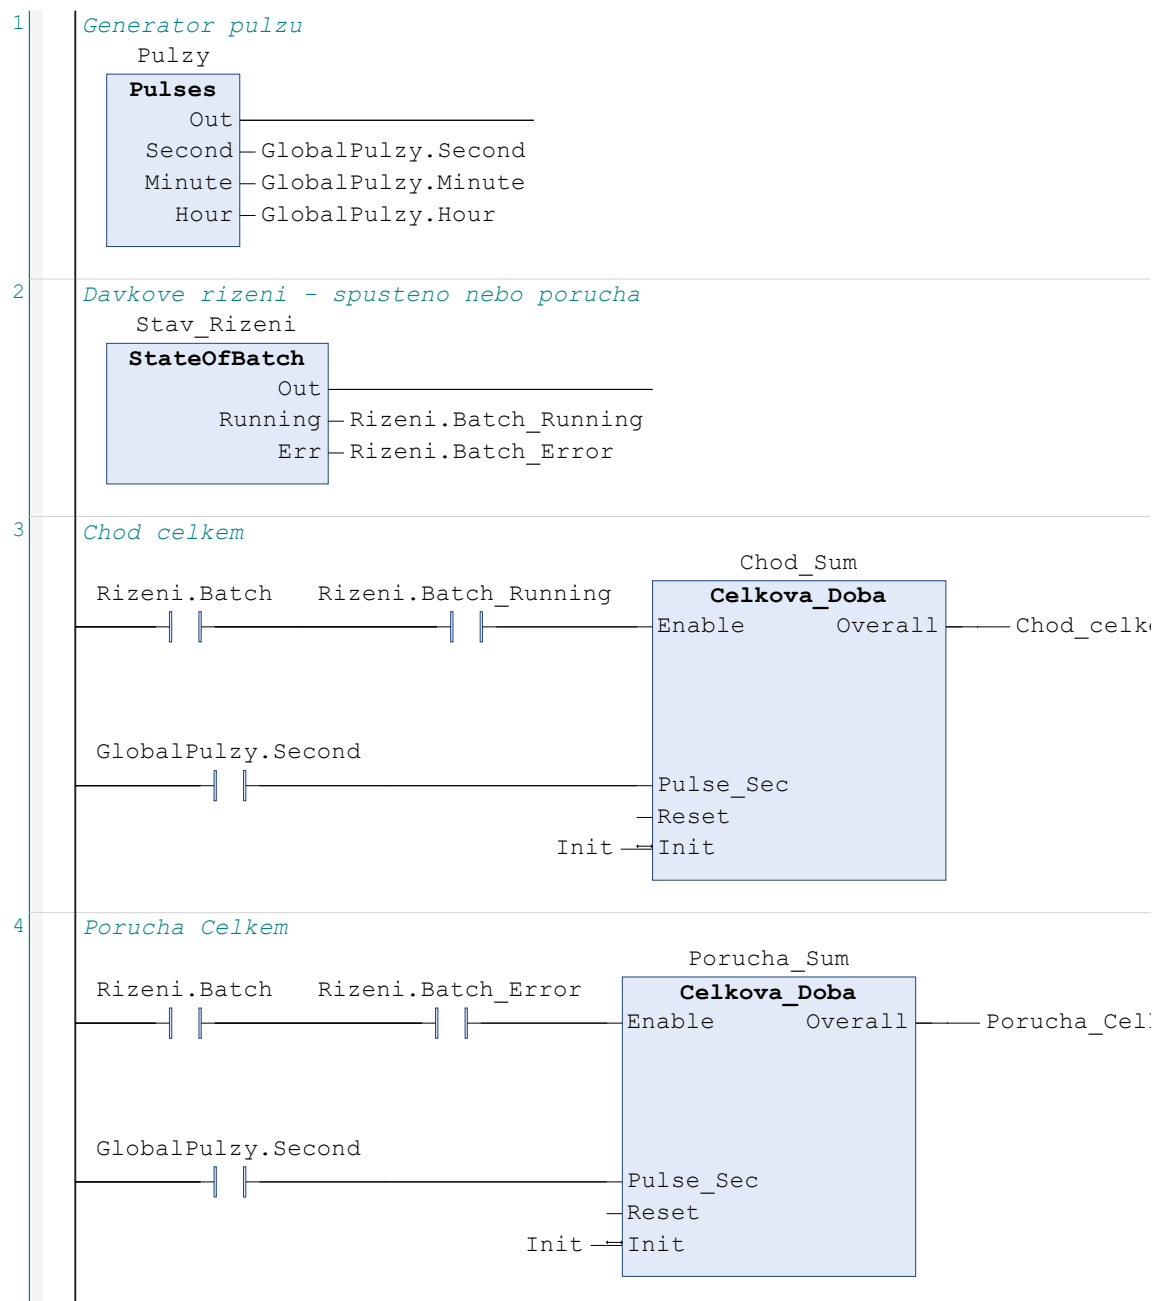 1
Generator pulzu
Pulzy
Pulses
Out
Second GlobalPulzy.Second
Minute GlobalPulzy.Minute
Hour GlobalPulzy.Hour
2
Davkove rizeni - spusteno nebo porucha
Stav_Rizeni
StateOfBatch
Out
Running Rizeni.Batch_Running
Err Rizeni.Batch_Error
3
Chod celkem
Chod_Sum
Rizeni.Batch Rizeni.Batch_Running Celkova_Doba
Enable Overall Chod_celk
GlobalPulzy.Second
Pulse_Sec
Reset
Init Init
4
Porucha Celkem
Porucha_Sum
Rizeni.Batch Rizeni.Batch_Error Celkova_Doba
Enable Overall Porucha_Cel
GlobalPulzy.Second
Pulse_Sec
Reset
Init Init